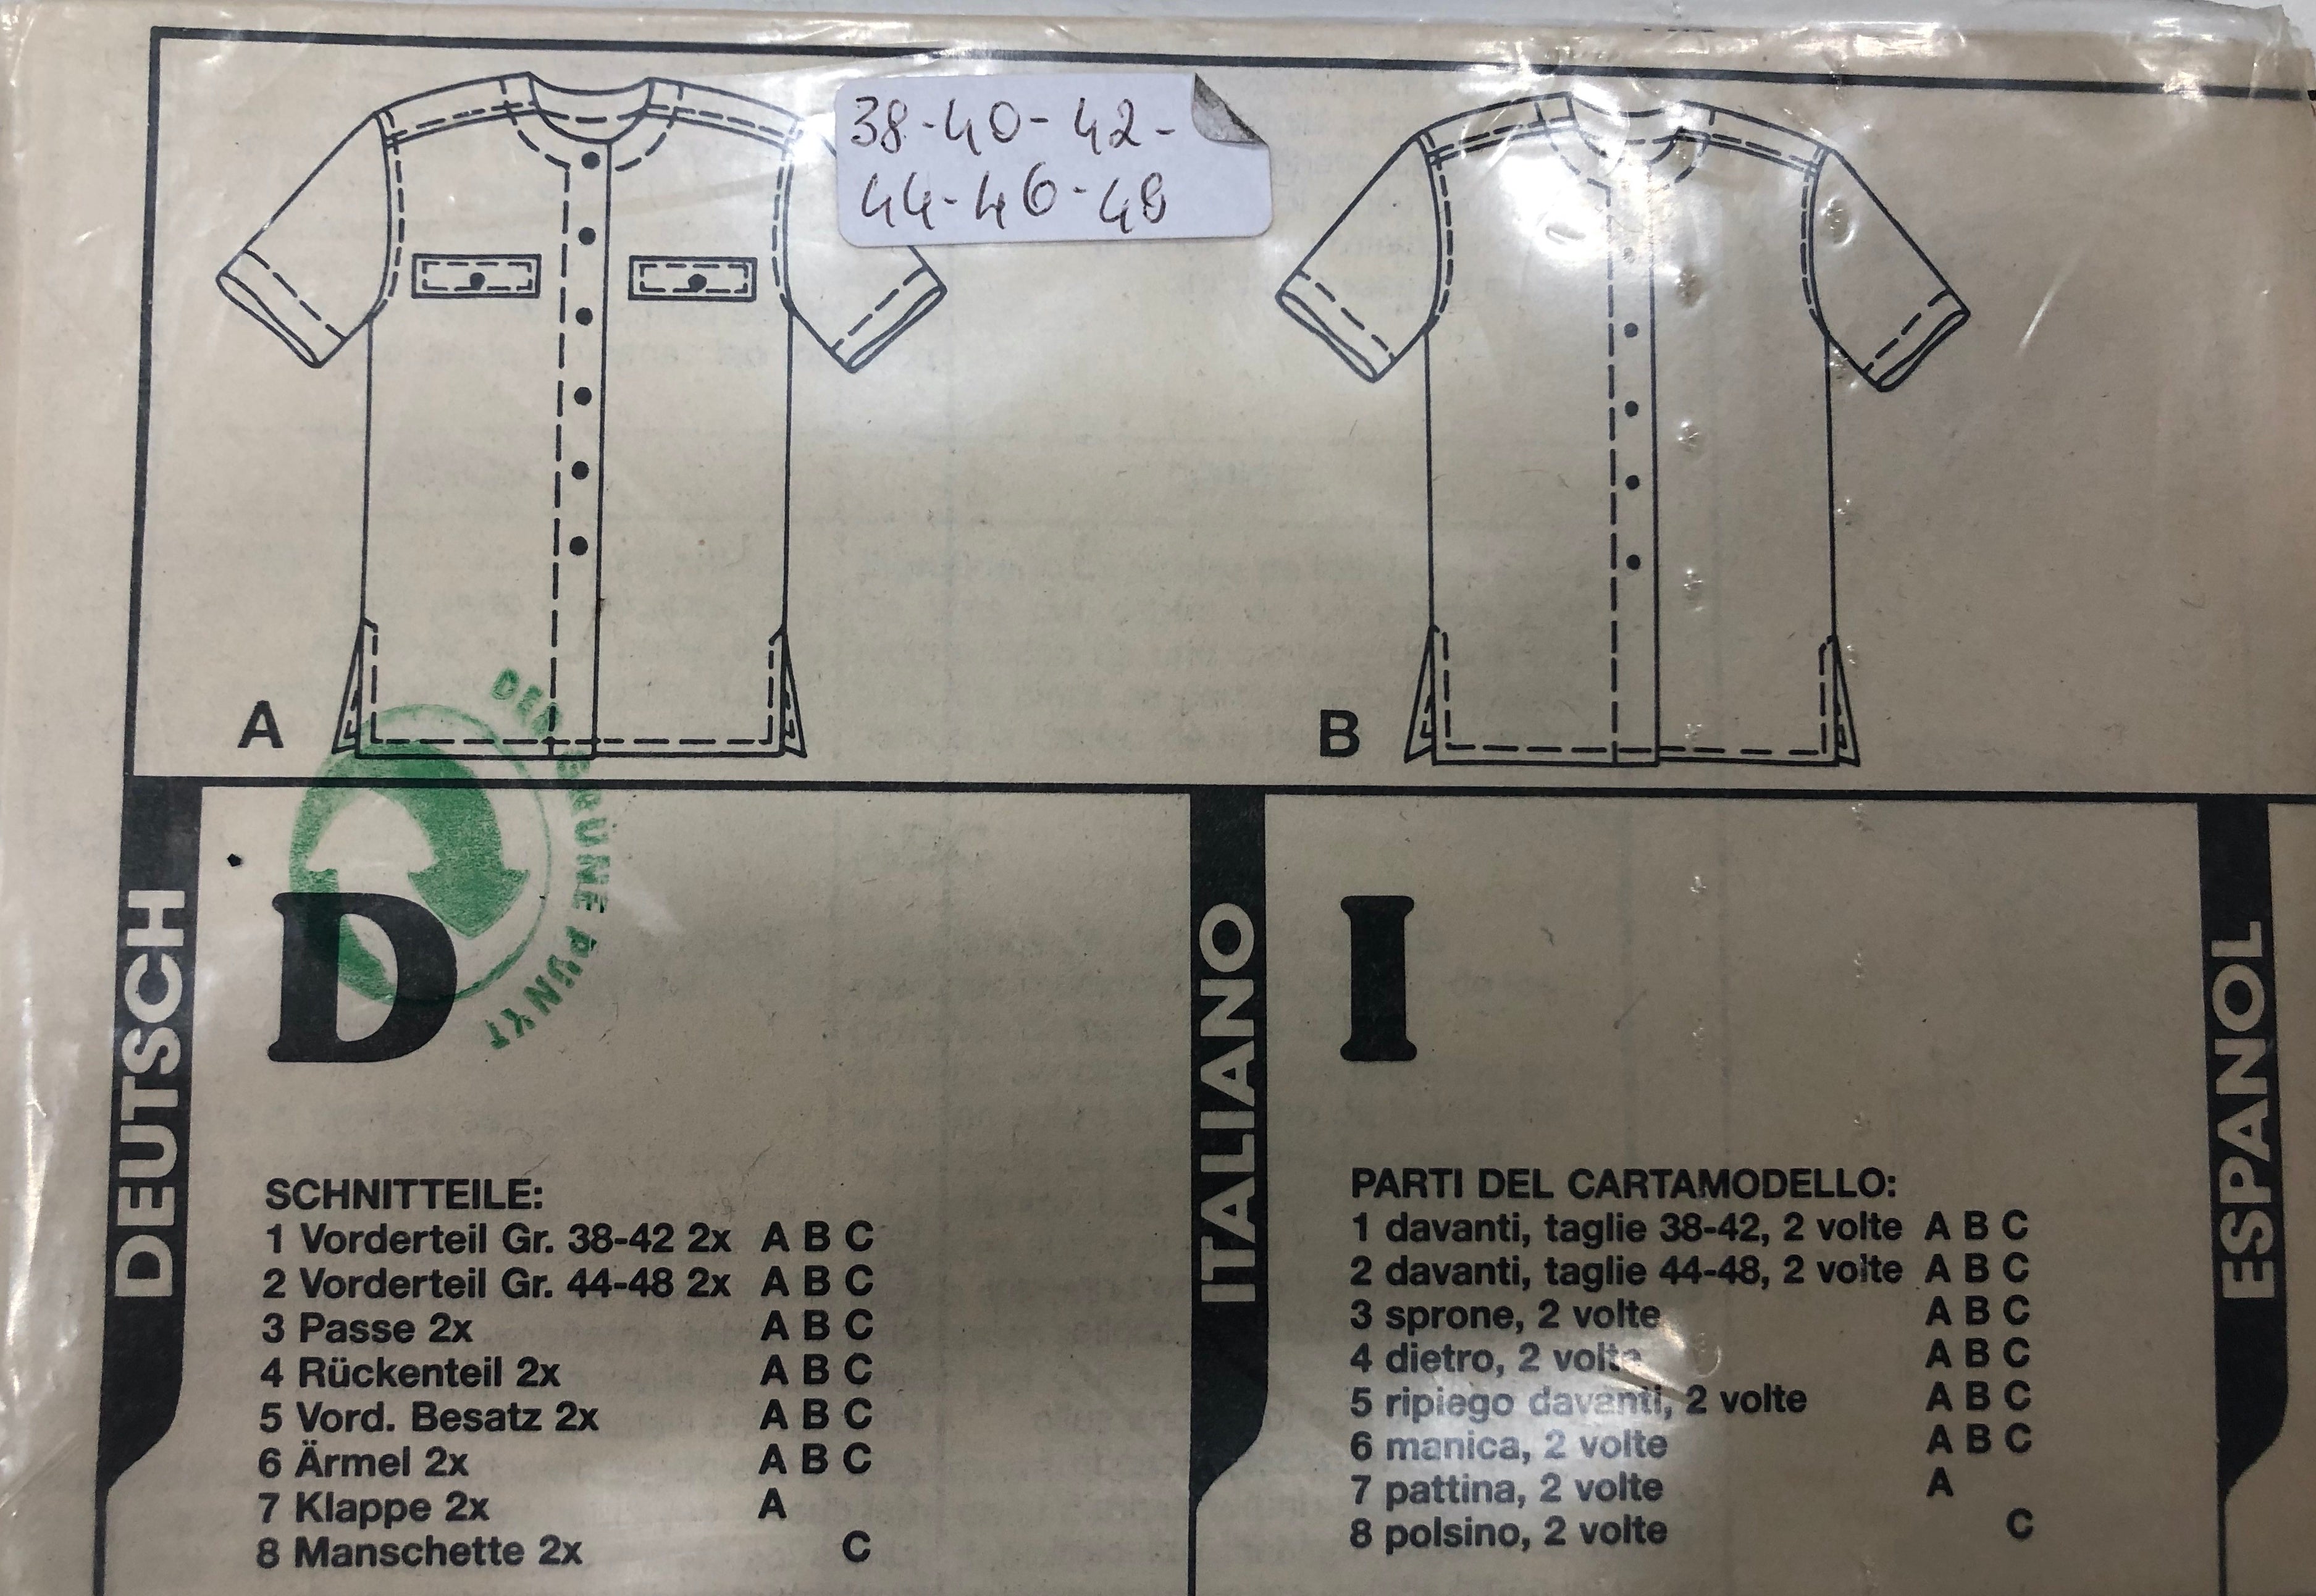 38-40-42-
44-46-48
A
B
DER GRÜNE PUNKT
DEUTSCH
D
SCHNITTEILE:
1 Vorderteil Gr. 38-42 2x A B C
2 Vorderteil Gr. 44-48 2x A B C
3 Passe 2x A B C
4 Rückenteil 2x A B C
5 Vord. Besatz 2x A B C
6 Ärmel 2x A B C
7 Klappe 2x A
8 Manschette 2x C
ITALIANO
I
PARTI DEL CARTAMODELLO:
1 davanti, taglie 38-42, 2 volte A B C
2 davanti, taglie 44-48, 2 volte A B C
3 sprone, 2 volte A B C
4 dietro, 2 volte A B C
5 ripiego davanti, 2 volte A B C
6 manica, 2 volte A B C
7 pattina, 2 volte A
8 polsino, 2 volte C
ESPANOL